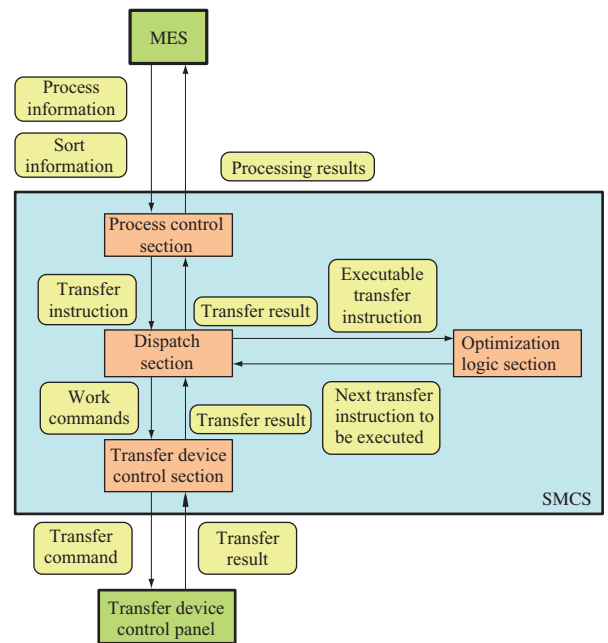 MES
Process
information
Sort
information
Processing results
Process control
section
Transfer
instruction
Transfer result
Executable
transfer
instruction
Dispatch
section
Optimization
logic section
Work
commands
Transfer result
Next transfer
instruction to
be executed
Transfer device
control section
SMCS
Transfer
command
Transfer
result
Transfer device
control panel